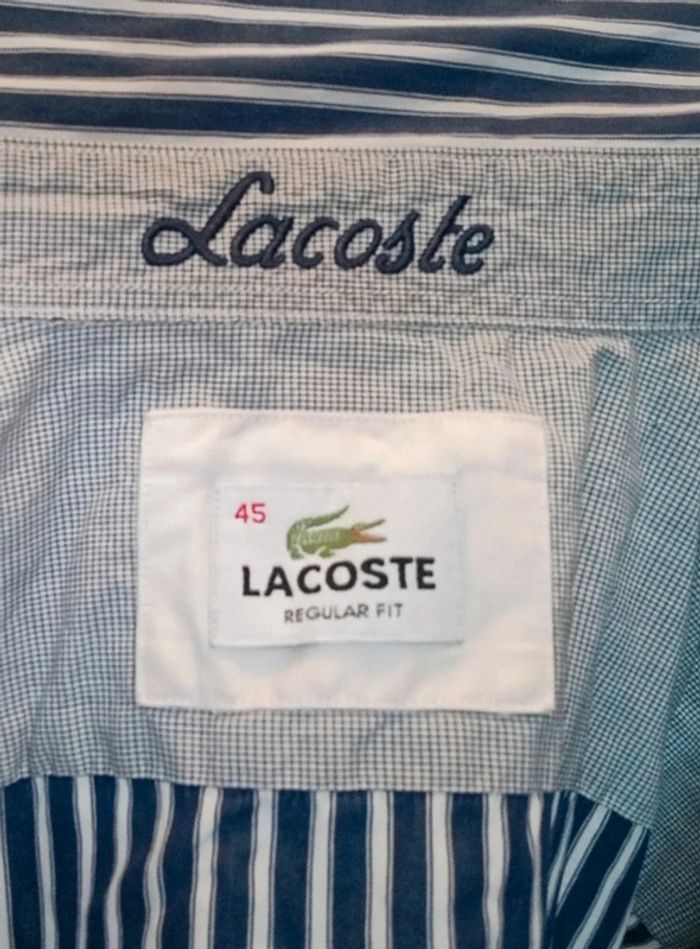 Lacoste
45
LACOSTE
REGULAR FIT